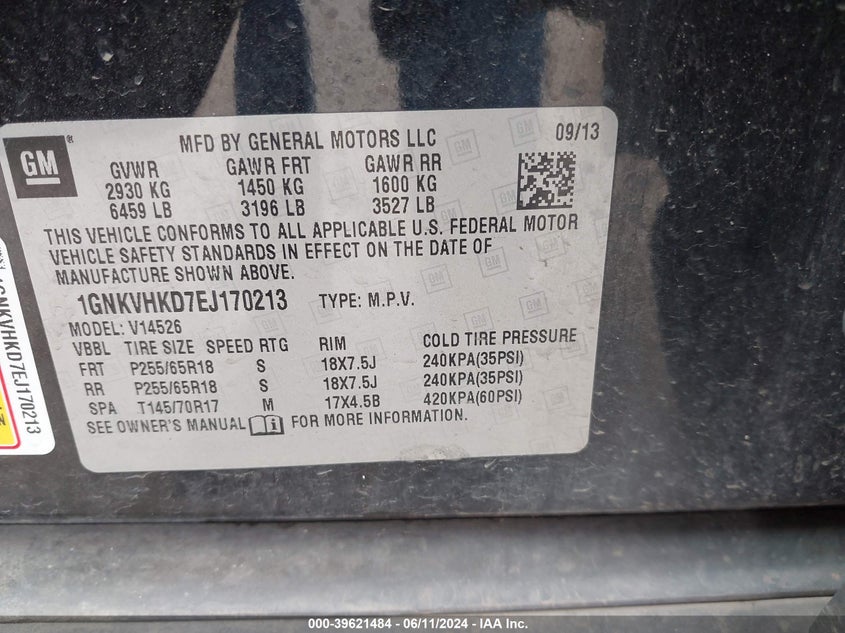 GM
MFD BY GENERAL MOTORS LLC 09/13
GVWR GAWR FRT GAWR RR
2930 KG 1450 KG 1600 KG
6459 LB 3196 LB 3527 LB
THIS VEHICLE CONFORMS TO ALL APPLICABLE U.S. FEDERAL MOTOR
VEHICLE SAFETY STANDARDS IN EFFECT ON THE DATE OF
MANUFACTURE SHOWN ABOVE.
1GNKVHKD7EJ170213 TYPE: M.P.V.
MODEL: V14526
VBBL TIRE SIZE SPEED RTG RIM COLD TIRE PRESSURE
FRT P255/65R18 S 18X7.5J 240KPA(35PSI)
RR P255/65R18 S 18X7.5J 240KPA(35PSI)
SPA T145/70R17 M 17X4.5B 420KPA(60PSI)
SEE OWNER'S MANUAL FOR MORE INFORMATION.
GNKVHKD7EJ170213
000-39621484 - 06/11/2024 - IAA Inc.